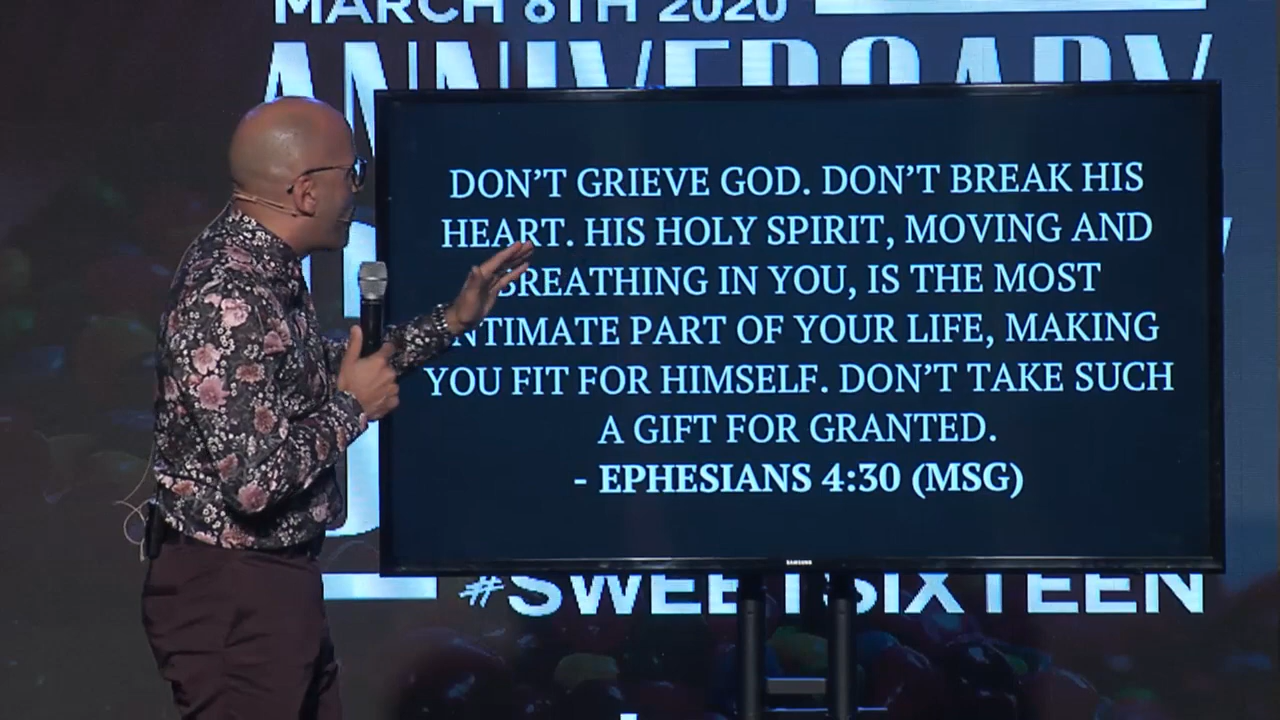 MARCH 6TH 2020
ANNIVERSARY
DON'T GRIEVE GOD. DON'T BREAK HIS
HEART. HIS HOLY SPIRIT, MOVING AND
BREATHING IN YOU, IS THE MOST
INTIMATE PART OF YOUR LIFE, MAKING
YOU FIT FOR HIMSELF. DON'T TAKE SUCH
A GIFT FOR GRANTED.
- EPHESIANS 4:30 (MSG)
SAMSUNG
#SWEETSIXTEEN